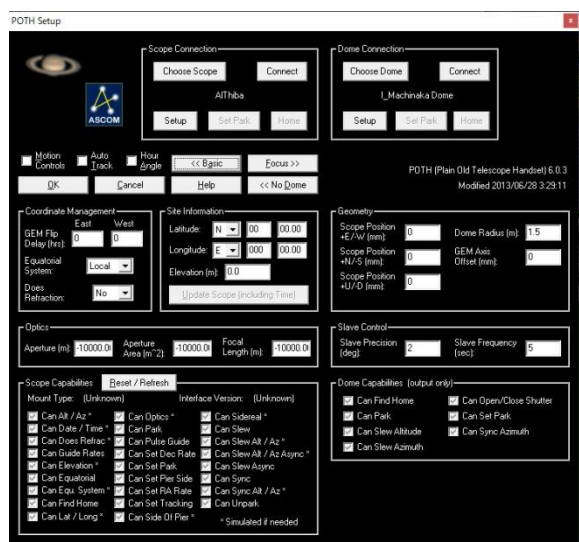 POTH Setup
x
Scope Connection
Choose Scope Connect
AlThiba
Setup Set Park Home
Dome Connection
Choose Dome Connect
I_Machinaka Dome
Setup Set Park Home
ASCOM
Motion Controls
Auto Track
Hour Angle
<< Basic
Focus >>
OK
Cancel
Help
<< No Dome
POTH (Plain Old Telescope Handset) 6.0.3
Modified 2013/06/28 3:29:11
Coordinate Management
East West
GEM Flip Delay (hrs): 0 0
Equatorial System: Local
Does Refraction: No
Site Information
Latitude: N 00 00.00
Longitude: E 000 00.00
Elevation (m): 0.0
Update Scope (including Time)
Geometry
Scope Position +E/-W (mm): 0
Dome Radius (m): 1.5
Scope Position +N/-S (mm): 0
GEM Axis Offset (mm): 0
Scope Position +U/-D (mm): 0
Optics
Aperture (m): -10000.0
Aperture Area (m^2): -10000.0
Focal Length (m): -10000.0
Slave Control
Slave Precision (deg): 2
Slave Frequency (sec): 5
Scope Capabilities Reset / Refresh
Mount Type: (Unknown) Interface Version: (Unknown)
Can Alt / Az * Can Optics * Can Sidereal *
Can Date / Time * Can Park Can Slew
Can Does Refrac * Can Pulse Guide Can Slew Alt / Az *
Can Guide Rates Can Set Dec Rate Can Slew Alt / Az Async *
Can Elevation * Can Set Park Can Slew Async
Can Equatorial Can Set Pier Side Can Sync
Can Equ. System * Can Set RA Rate Can Sync Alt / Az *
Can Find Home Can Set Tracking Can Unpark
Can Lat / Long * Can Side Of Pier * * Simulated if needed
Dome Capabilities (output only)
Can Find Home Can Open/Close Shutter
Can Park Can Set Park
Can Slew Altitude Can Sync Azimuth
Can Slew Azimuth